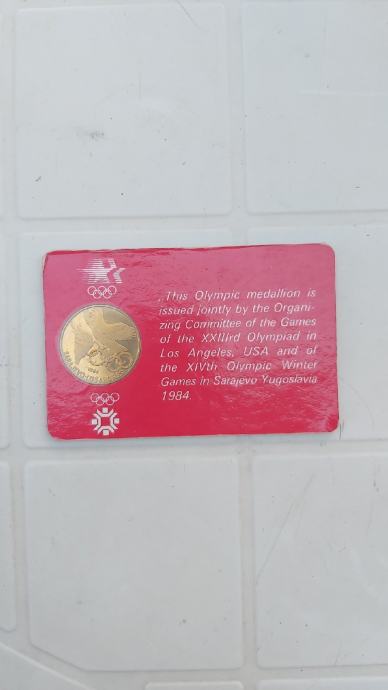 „This Olympic medallion is
issued jointly by the Organi-
zing Committee of the Games
of the XXIIIrd Olympiad in
Los Angeles, USA and of
the XIVth Olympic Winter
Games in Sarajevo Yugoslavia
1984.
1984